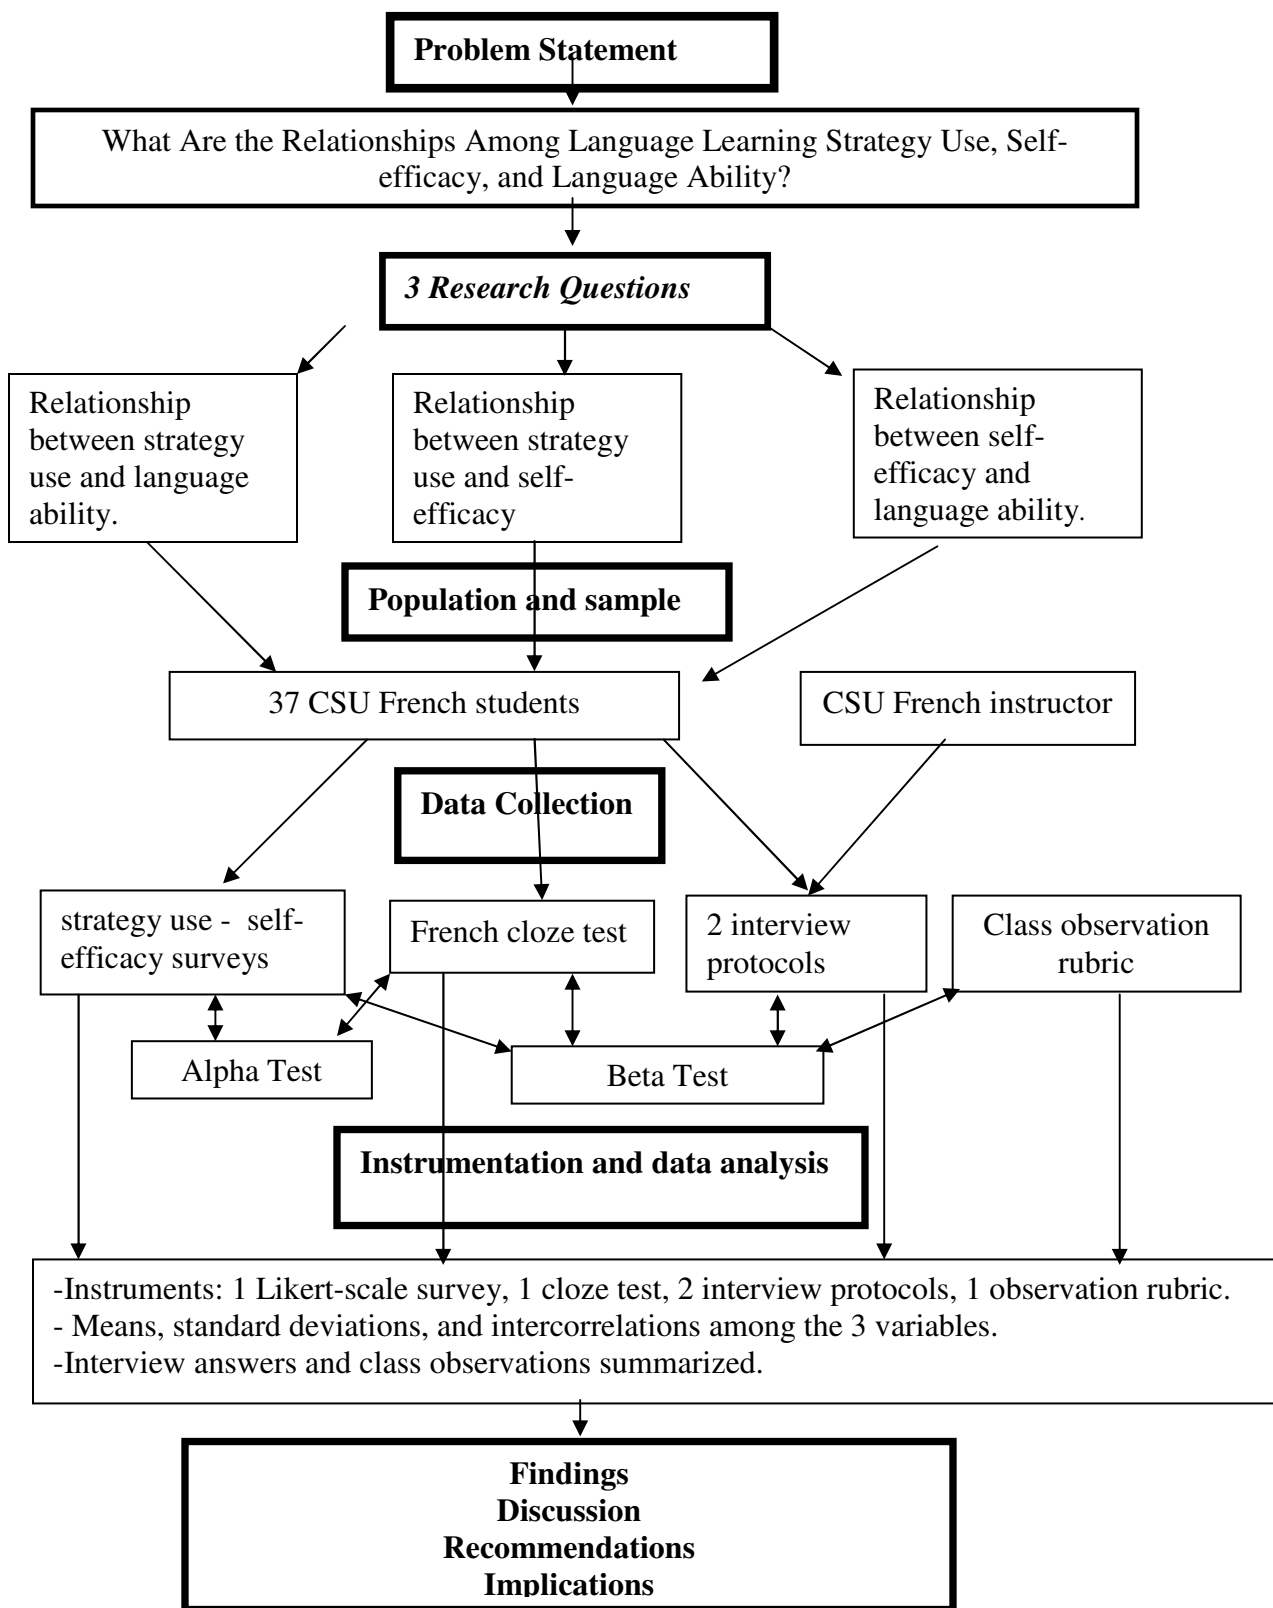 Problem Statement
What Are the Relationships Among Language Learning Strategy Use, Self-
efficacy, and Language Ability?
3 Research Questions
Relationship
between strategy
use and language
ability.
Relationship
between strategy
use and self-
efficacy
Relationship
between self-
efficacy and
language ability.
Population and sample
37 CSU French students
CSU French instructor
Data Collection
strategy use -  self-
efficacy surveys
French cloze test
2 interview
protocols
Class observation
rubric
Alpha Test
Beta Test
Instrumentation and data analysis
-Instruments: 1 Likert-scale survey, 1 cloze test, 2 interview protocols, 1 observation rubric.
- Means, standard deviations, and intercorrelations among the 3 variables.
-Interview answers and class observations summarized.
Findings
Discussion
Recommendations
Implications